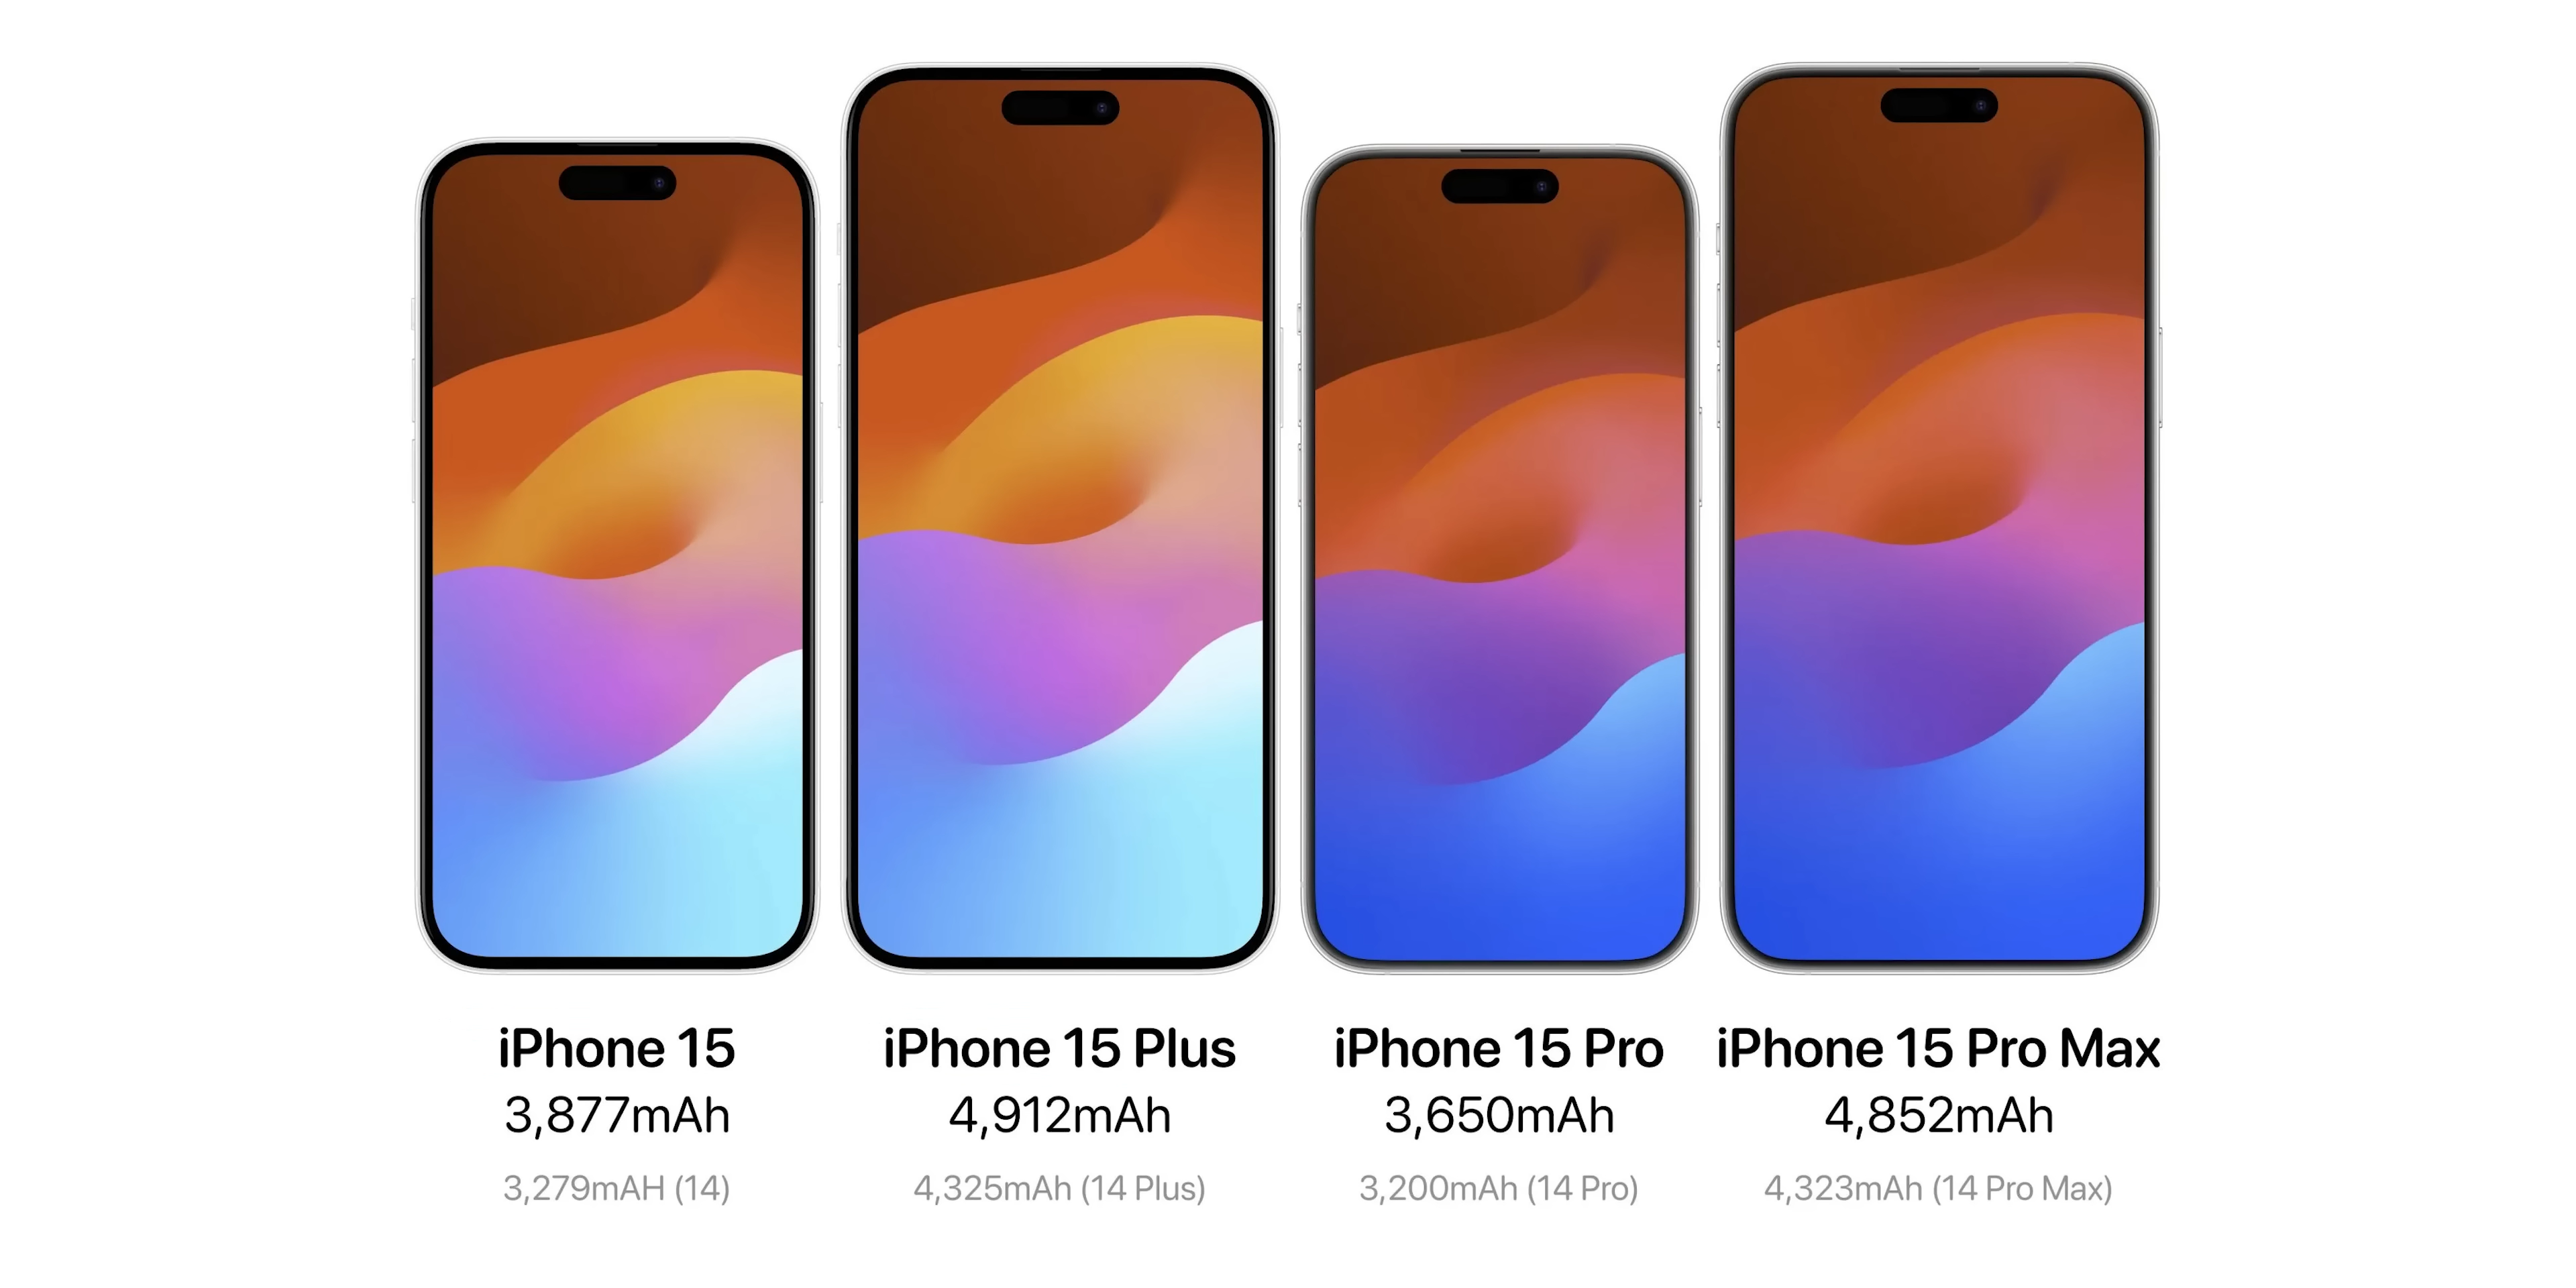 iPhone 15
3,877mAh
3,279mAH (14)
iPhone 15 Plus
4,912mAh
4,325mAh (14 Plus)
iPhone 15 Pro
3,650mAh
3,200mAh (14 Pro)
iPhone 15 Pro Max
4,852mAh
4,323mAh (14 Pro Max)